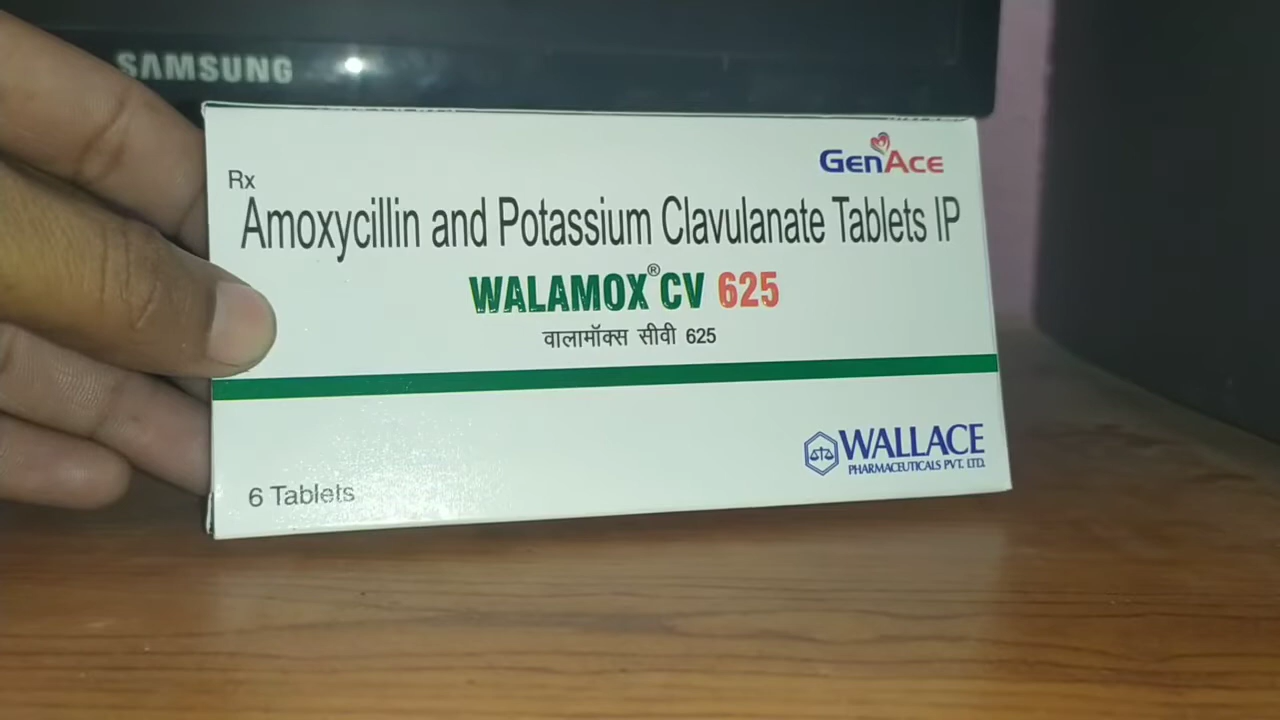 SAMSUNG
GENACE
Rx
Amoxycillin and Potassium Clavulanate Tablets IP
WALAMOX® CV 625
वालामॉक्स सीवी 625
WALLACE
PHARMACEUTICALS PVT. LTD.
6 Tablets